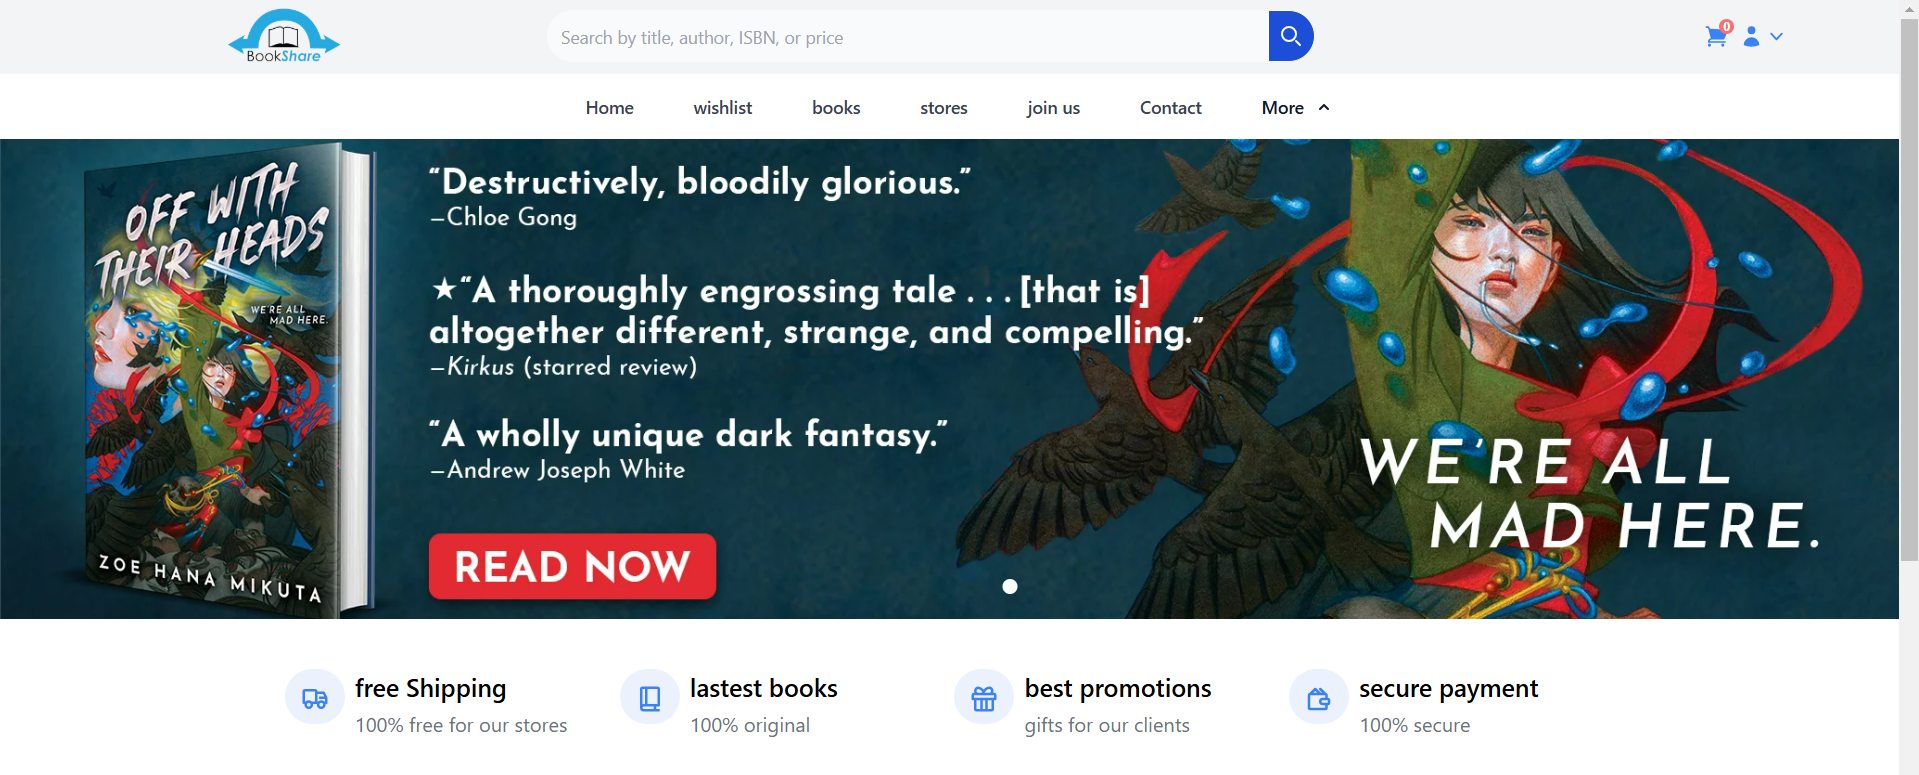 BookShare
Search by title, author, ISBN, or price
0
Home wishlist books stores join us Contact More
OFF WITH
THEIR HEADS
WE'RE ALL
MAD HERE.
ZOE HANA MIKUTA
“Destructively, bloodily glorious.”
—Chloe Gong
★“A thoroughly engrossing tale . . . [that is]
altogether different, strange, and compelling.”
—Kirkus (starred review)
“A wholly unique dark fantasy.”
—Andrew Joseph White
READ NOW
WE’RE ALL
MAD HERE.
free Shipping
100% free for our stores
lastest books
100% original
best promotions
gifts for our clients
secure payment
100% secure